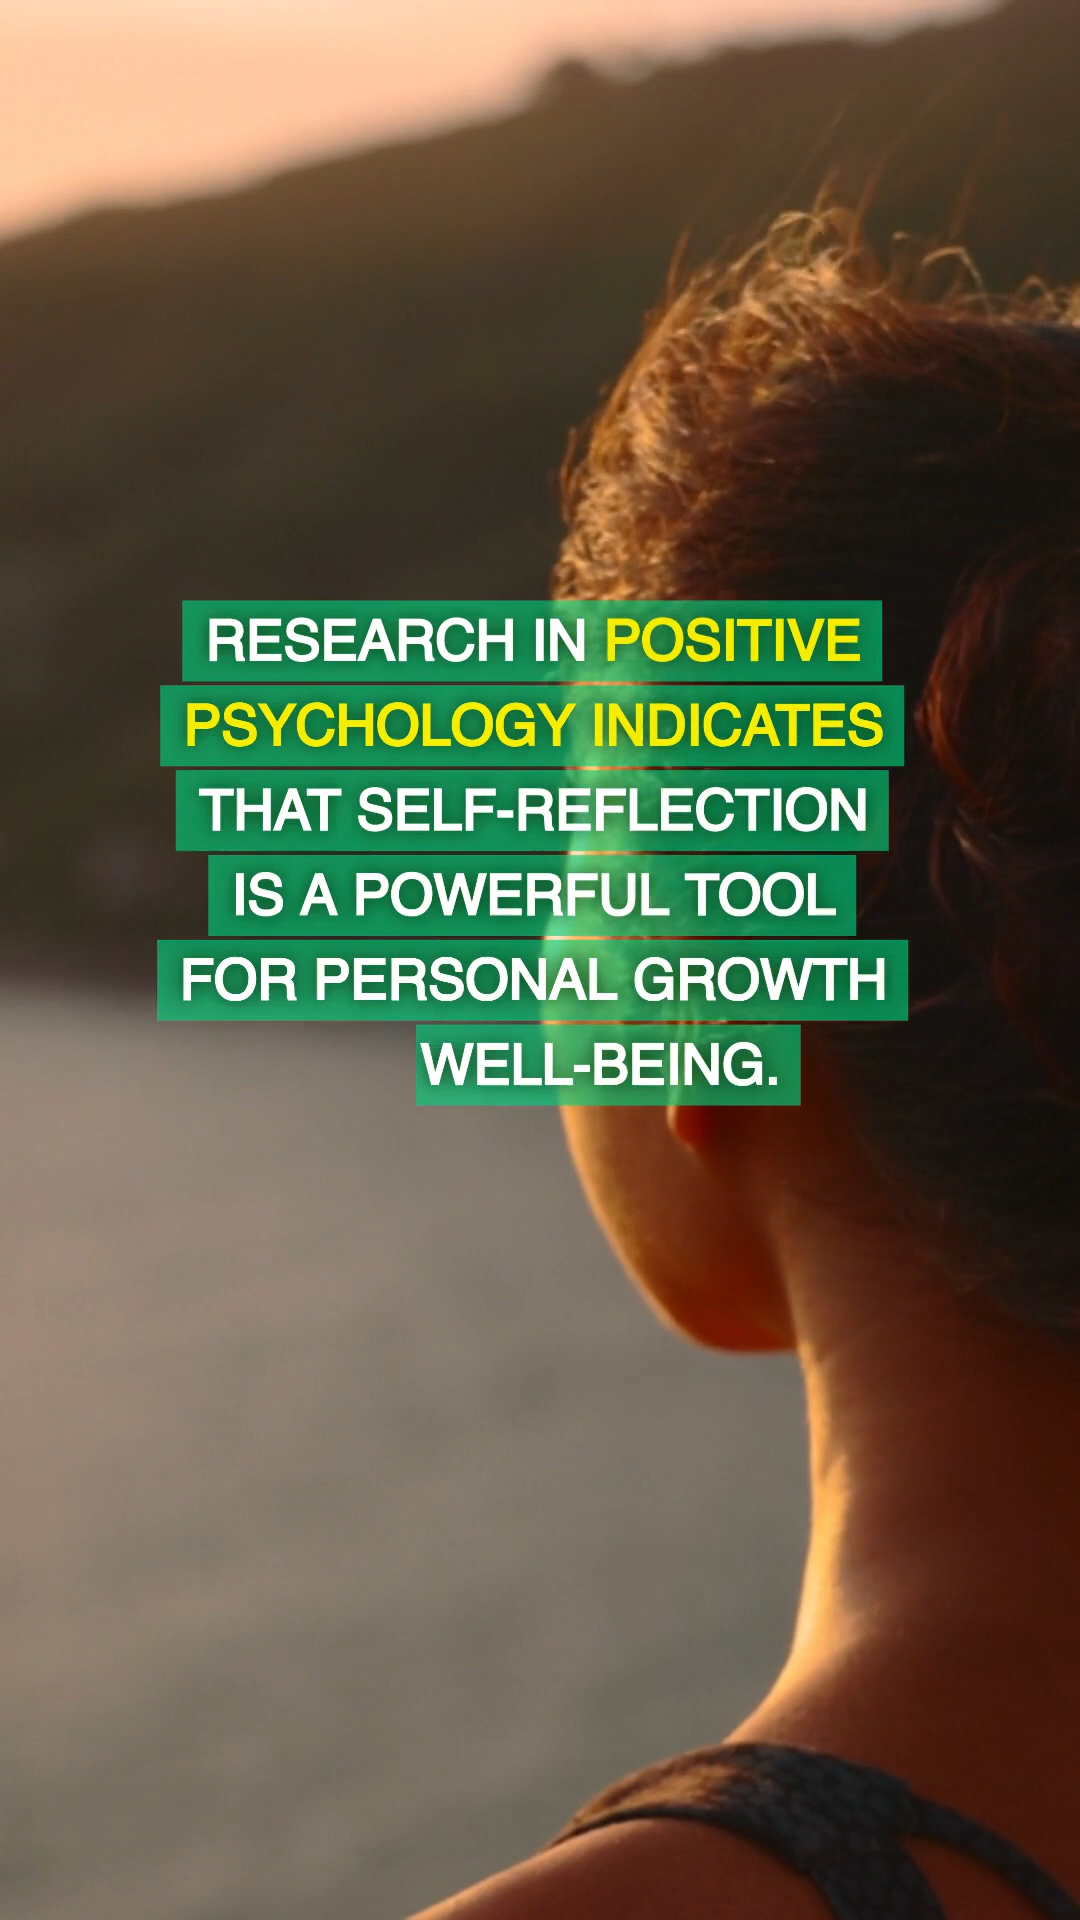 RESEARCH IN POSITIVE
PSYCHOLOGY INDICATES
THAT SELF-REFLECTION
IS A POWERFUL TOOL
FOR PERSONAL GROWTH
WELL-BEING.